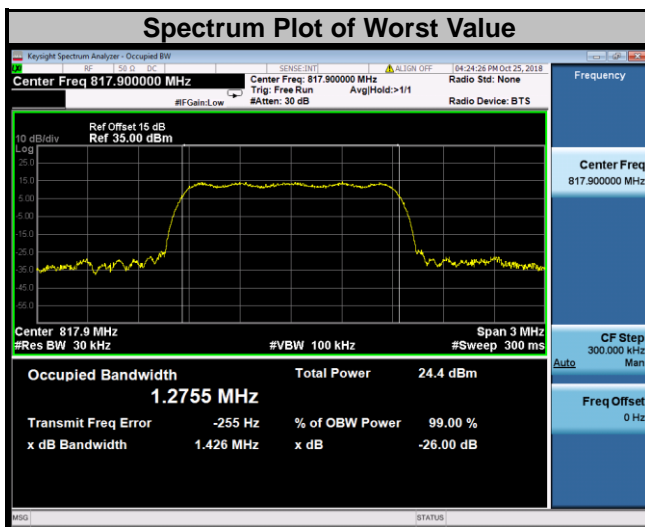 Spectrum Plot of Worst Value
Keysight Spectrum Analyzer - Occupied BW
RF 50 Ω DC SENSE:INT ALIGN OFF 04:24:26 PM Oct 25, 2018
Center Freq 817.900000 MHz
Center Freq: 817.900000 MHz
Radio Std: None
Trig: Free Run Avg|Hold:>1/1
#IFGain:Low
#Atten: 30 dB
Radio Device: BTS
Frequency
Ref Offset 15 dB
10 dB/div Ref 35.00 dBm
Log
25.0
15.0
5.00
-5.00
-15.0
-25.0
-35.0
-45.0
-55.0
Center 817.9 MHz
Span 3 MHz
#Res BW 30 kHz
#VBW 100 kHz
#Sweep 300 ms
Center Freq
817.900000 MHz
CF Step
300.000 kHz
Auto Man
Freq Offset
0 Hz
Occupied Bandwidth
1.2755 MHz
Total Power 24.4 dBm
Transmit Freq Error -255 Hz
% of OBW Power 99.00 %
x dB Bandwidth 1.426 MHz
x dB -26.00 dB
MSG
STATUS